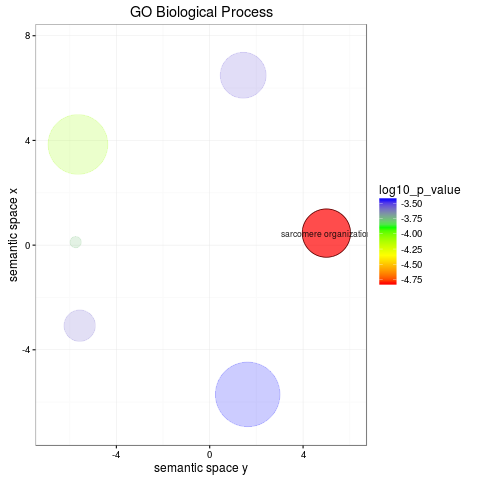 GO Biological Process
8
4
0
-4
semantic space x
sarcomere organizatio
-4
0
4
semantic space y
log10_p_value
-3.50
-3.75
-4.00
-4.25
-4.50
-4.75